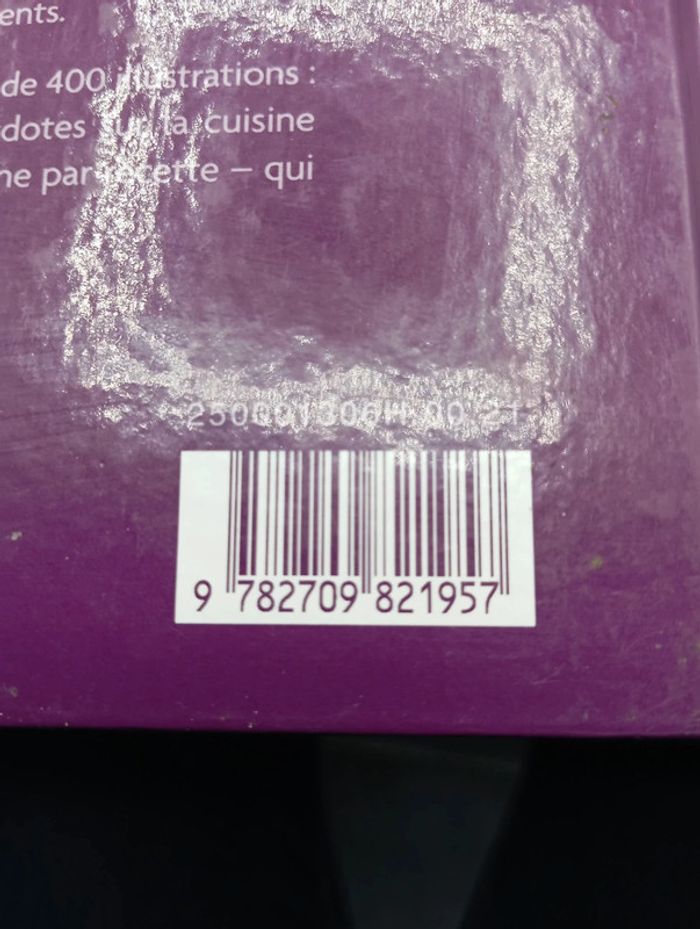 ents.
de 400 illustrations :
dotes sur la cuisine
ne par recette – qui
9 782709 821957